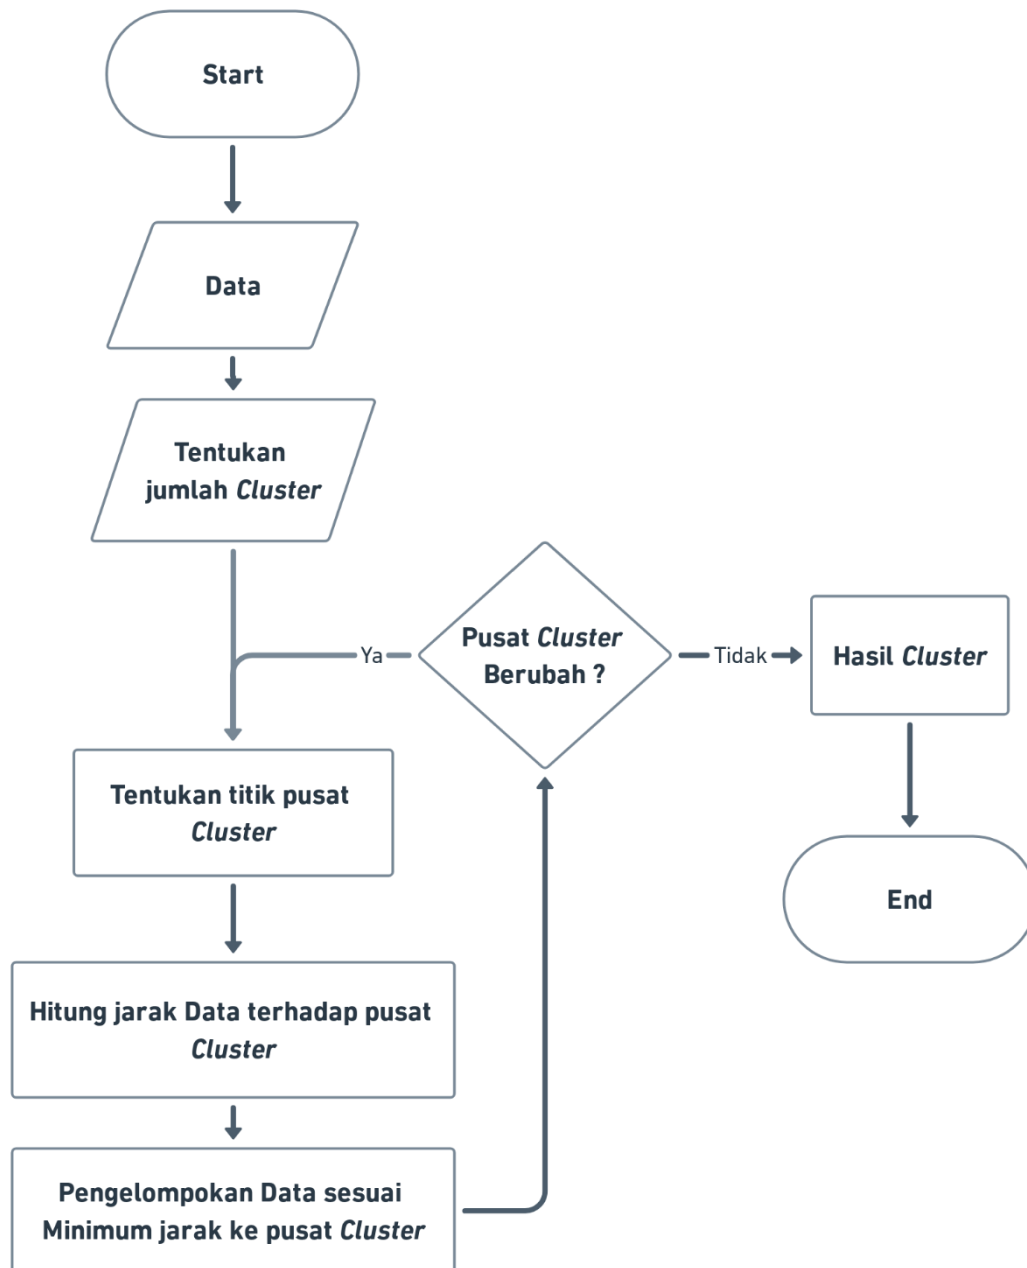 Start
Data
Tentukan
jumlah Cluster
Pusat Cluster
Berubah ?
Ya
Tidak
Hasil Cluster
Tentukan titik pusat
Cluster
End
Hitung jarak Data terhadap pusat
Cluster
Pengelompokan Data sesuai
Minimum jarak ke pusat Cluster